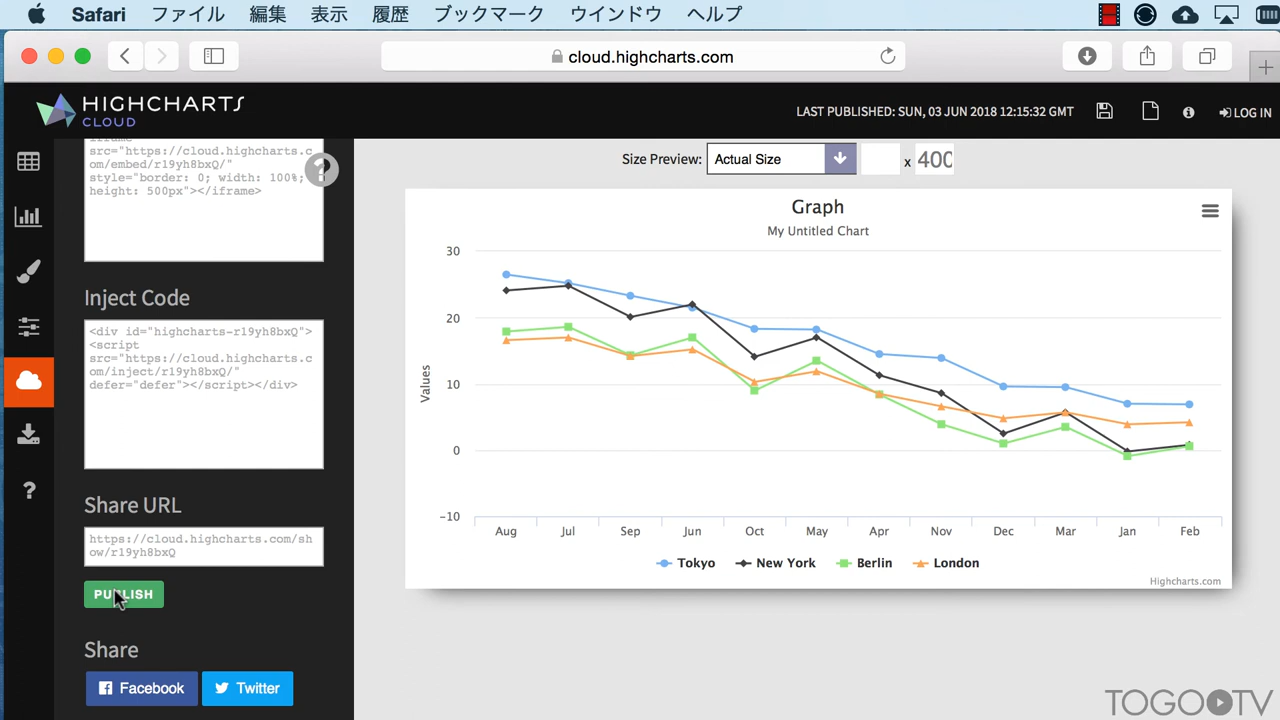 Safari ファイル 編集 表示 履歴 ブックマーク ウインドウ ヘルプ
cloud.highcharts.com
HIGHCHARTS
CLOUD
LAST PUBLISHED: SUN, 03 JUN 2018 12:15:32 GMT
LOG IN
src="https://cloud.highcharts.c
om/embed/r19yh8bxQ/"
style="border: 0; width: 100%;
height: 500px"></iframe>
?
Inject Code
<div id="highcharts-r19yh8bxQ">
<script
src="https://cloud.highcharts.c
om/inject/r19yh8bxQ/"
defer="defer"></script></div>
?
Share URL
https://cloud.highcharts.com/sh
ow/r19yh8bxQ
PUBLISH
Share
Facebook Twitter
Size Preview: Actual Size x 400
Graph
My Untitled Chart
30
20
10
0
-10
Values
Aug Jul Sep Jun Oct May Apr Nov Dec Mar Jan Feb
Tokyo New York Berlin London
Highcharts.com
TOGO TV